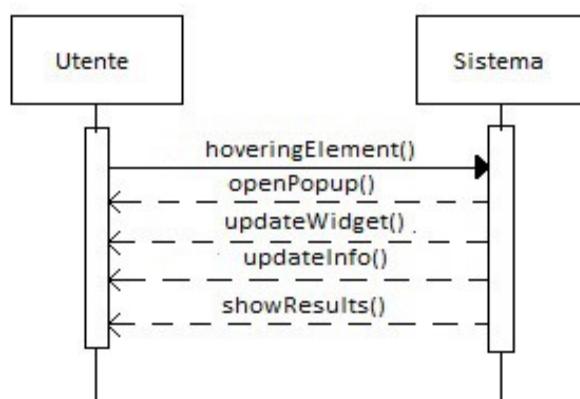 Utente
Sistema
hoveringElement()
openPopup()
updateWidget()
updateInfo()
showResults()